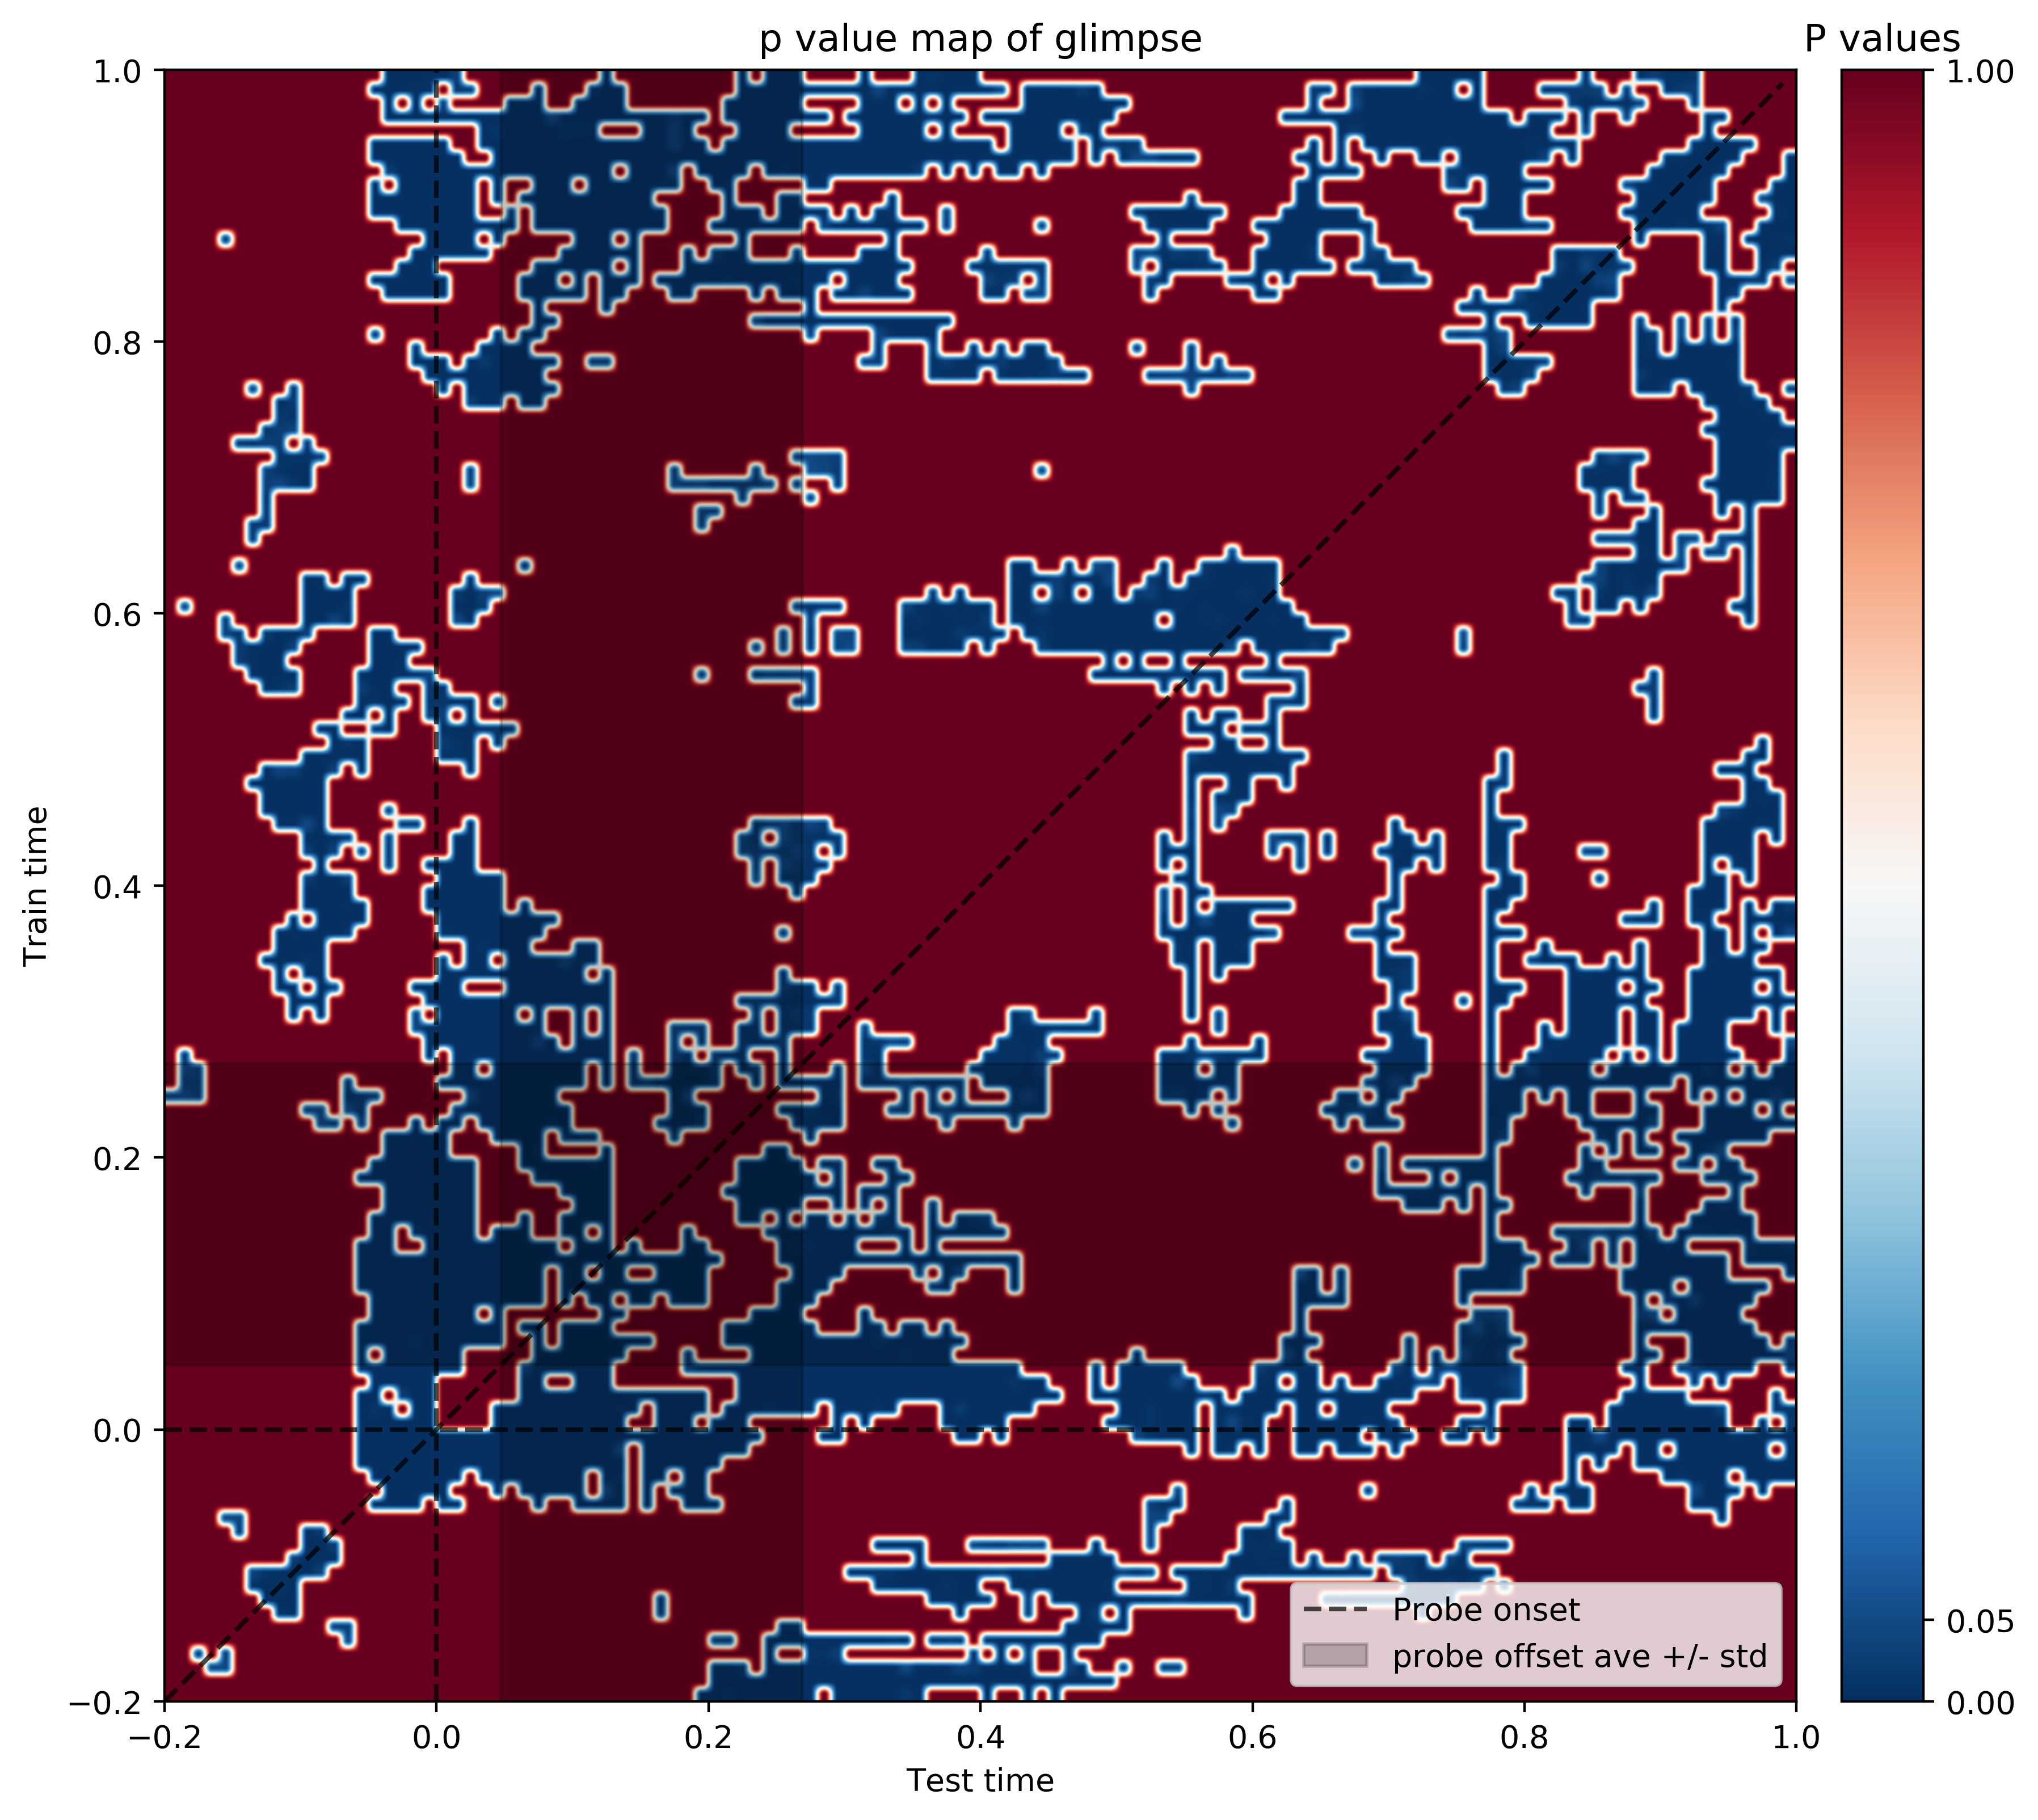 p value map of glimpse
P values
1.0
0.8
0.6
0.4
0.2
0.0
−0.2
Train time
−0.2
0.0
0.2
0.4
0.6
0.8
1.0
Test time
Probe onset
probe offset ave +/- std
1.00
0.05
0.00